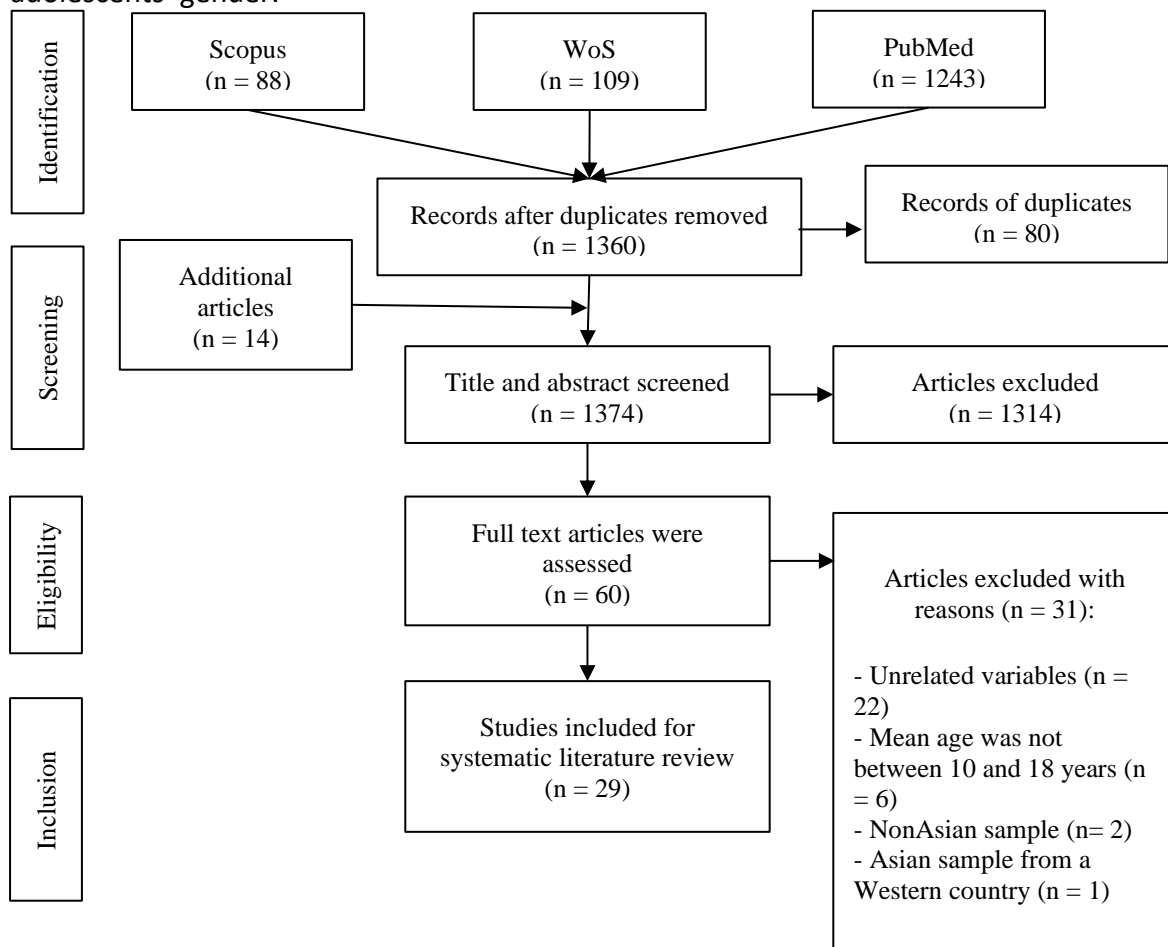 adolescents' gender.
Identification
Scopus
(n = 88)
WoS
(n = 109)
PubMed
(n = 1243)
Records after duplicates removed
(n = 1360)
Records of duplicates
(n = 80)
Screening
Additional
articles
(n = 14)
Title and abstract screened
(n = 1374)
Articles excluded
(n = 1314)
Eligibility
Full text articles were
assessed
(n = 60)
Articles excluded with
reasons (n = 31):
- Unrelated variables (n =
22)
- Mean age was not
between 10 and 18 years (n
= 6)
- NonAsian sample (n= 2)
- Asian sample from a
Western country (n = 1)
Inclusion
Studies included for
systematic literature review
(n = 29)